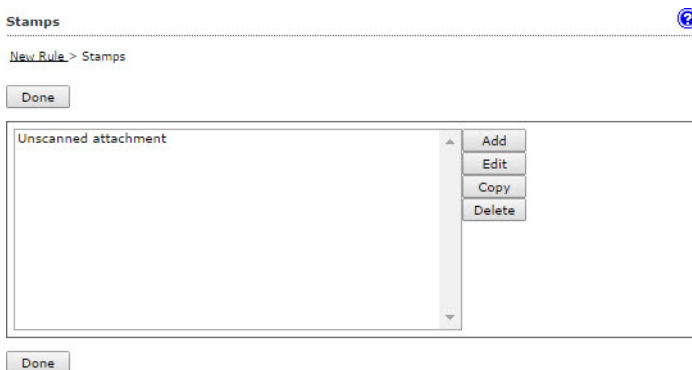 Stamps
?
New Rule > Stamps
Done
Unscanned attachment
Add
Edit
Copy
Delete
Done